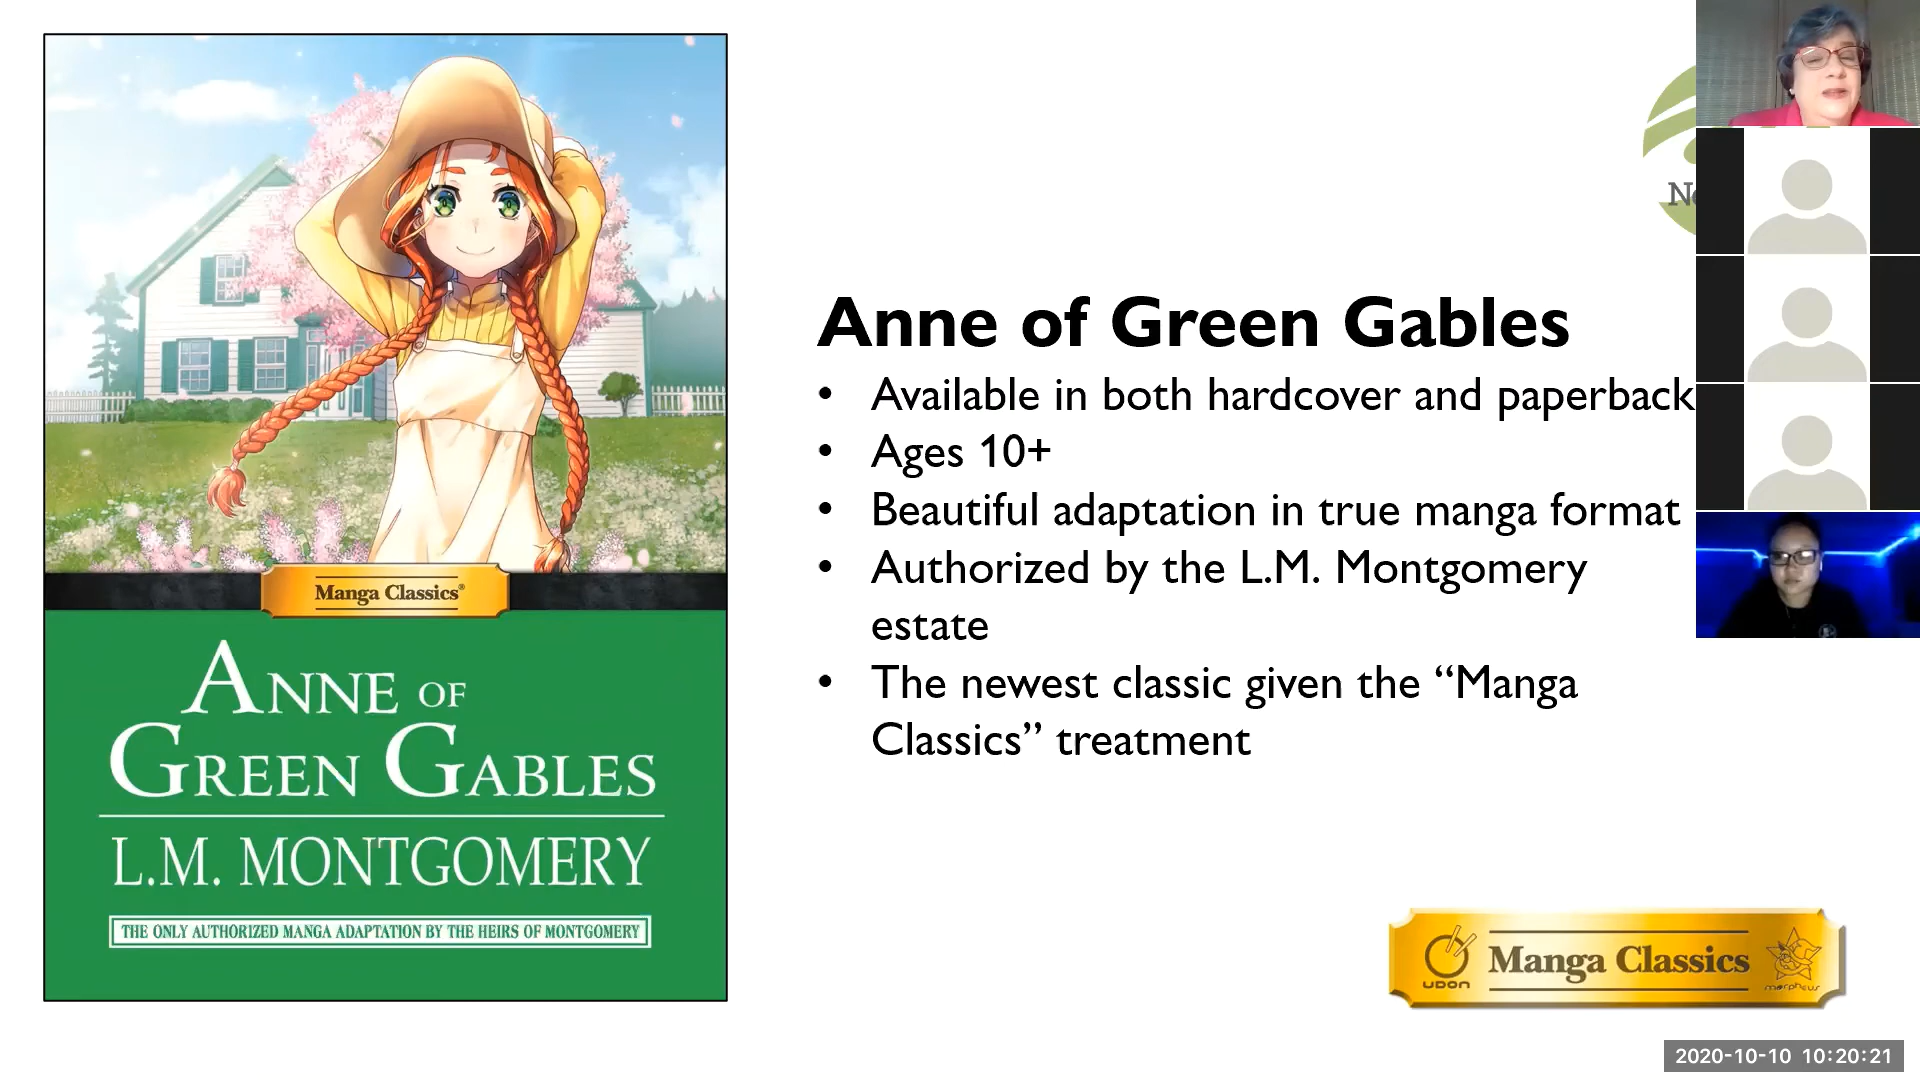 Manga Classics®
ANNE OF
GREEN GABLES
L.M. MONTGOMERY
THE ONLY AUTHORIZED MANGA ADAPTATION BY THE HEIRS OF MONTGOMERY
Anne of Green Gables
• Available in both hardcover and paperback
• Ages 10+
• Beautiful adaptation in true manga format
• Authorized by the L.M. Montgomery
estate
• The newest classic given the “Manga
Classics” treatment
UDON
Manga Classics
morpheus
2020-10-10 10:20:21